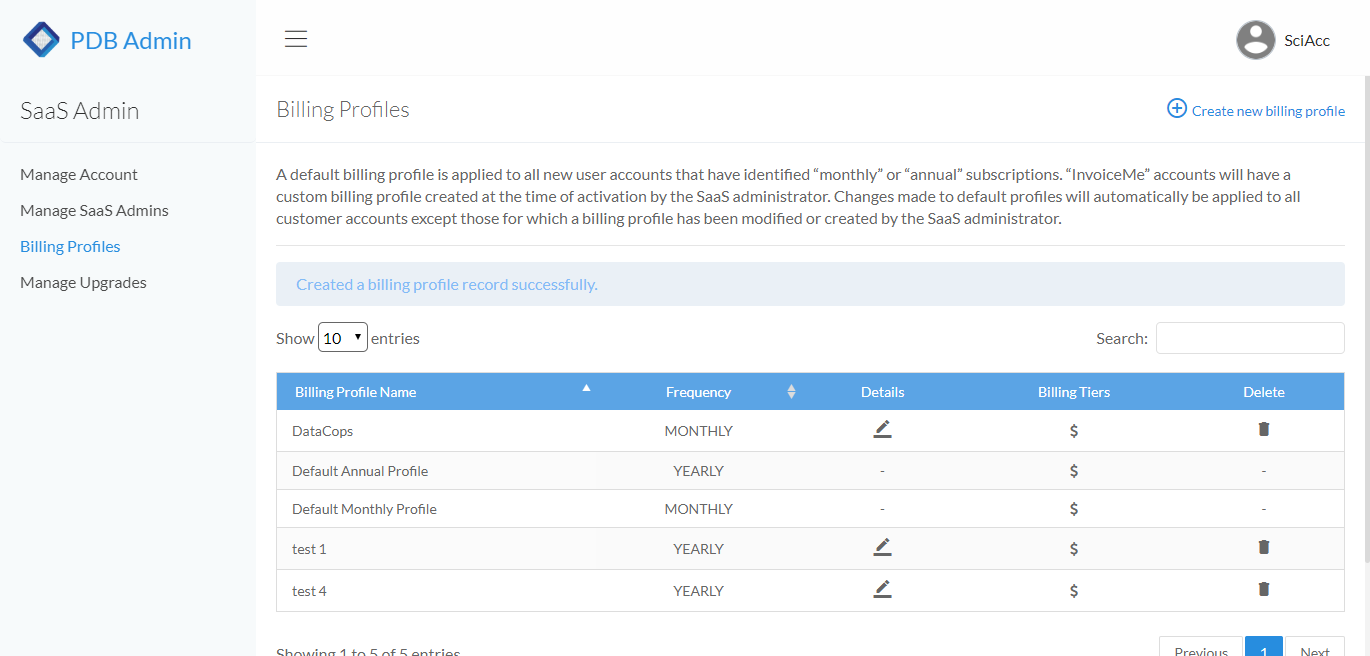 PDB Admin
SciAcc
SaaS Admin
Manage Account
Manage SaaS Admins
Billing Profiles
Manage Upgrades
Billing Profiles
Create new billing profile
A default billing profile is applied to all new user accounts that have identified “monthly” or “annual” subscriptions. “InvoiceMe” accounts will have a
custom billing profile created at the time of activation by the SaaS administrator. Changes made to default profiles will automatically be applied to all
customer accounts except those for which a billing profile has been modified or created by the SaaS administrator.
Created a billing profile record successfully.
Show 10 entries
Search:
Billing Profile Name Frequency Details Billing Tiers Delete
DataCops MONTHLY $
Default Annual Profile YEARLY - $ -
Default Monthly Profile MONTHLY - $ -
test 1 YEARLY $
test 4 YEARLY $
Showing 1 to 5 of 5 entries
Previous 1 Next